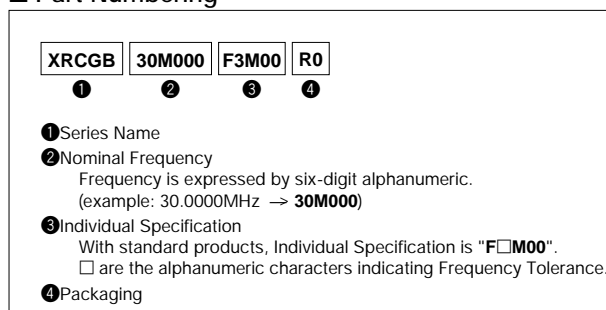 ■ Part Numbering
XRCGB 30M000 F3M00 R0
❶ ❷ ❸ ❹
❶Series Name
❷Nominal Frequency
Frequency is expressed by six-digit alphanumeric.
(example: 30.0000MHz → 30M000)
❸Individual Specification
With standard products, Individual Specification is "F□M00".
□ are the alphanumeric characters indicating Frequency Tolerance.
❹Packaging